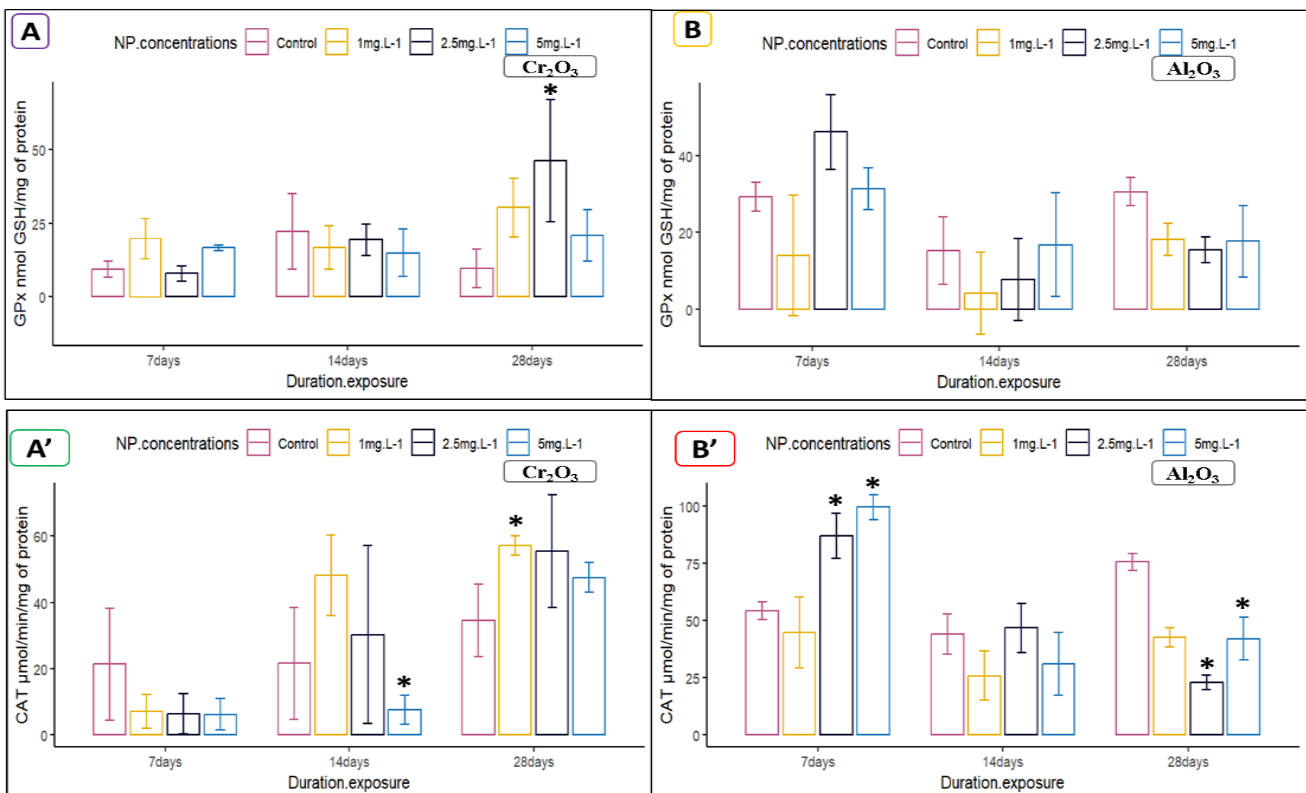 A
NP.concentrations Control 1mg.L-1 2.5mg.L-1 5mg.L-1
Cr₂O₃
*
GPx nmol GSH/mg of protein
50
25
0
7days 14days 28days
Duration.exposure
B
NP.concentrations Control 1mg.L-1 2.5mg.L-1 5mg.L-1
Al₂O₃
GPx nmol GSH/mg of protein
40
20
0
7days 14days 28days
Duration.exposure
A'
NP.concentrations Control 1mg.L-1 2.5mg.L-1 5mg.L-1
Cr₂O₃
CAT µmol/min/mg of protein
60
40
20
0
* *
7days 14days 28days
Duration.exposure
B'
NP.concentrations Control 1mg.L-1 2.5mg.L-1 5mg.L-1
Al₂O₃
CAT µmol/min/mg of protein
100
75
50
25
0
* * * *
7days 14days 28days
Duration.exposure